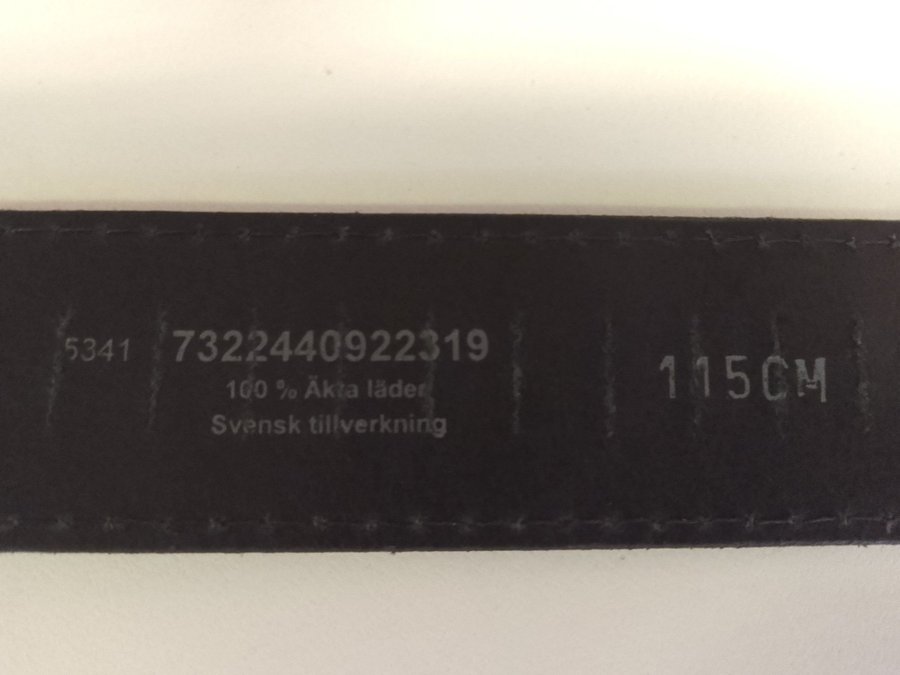 5341 7322440922319
100 % Äkta läder
Svensk tillverkning
115CM